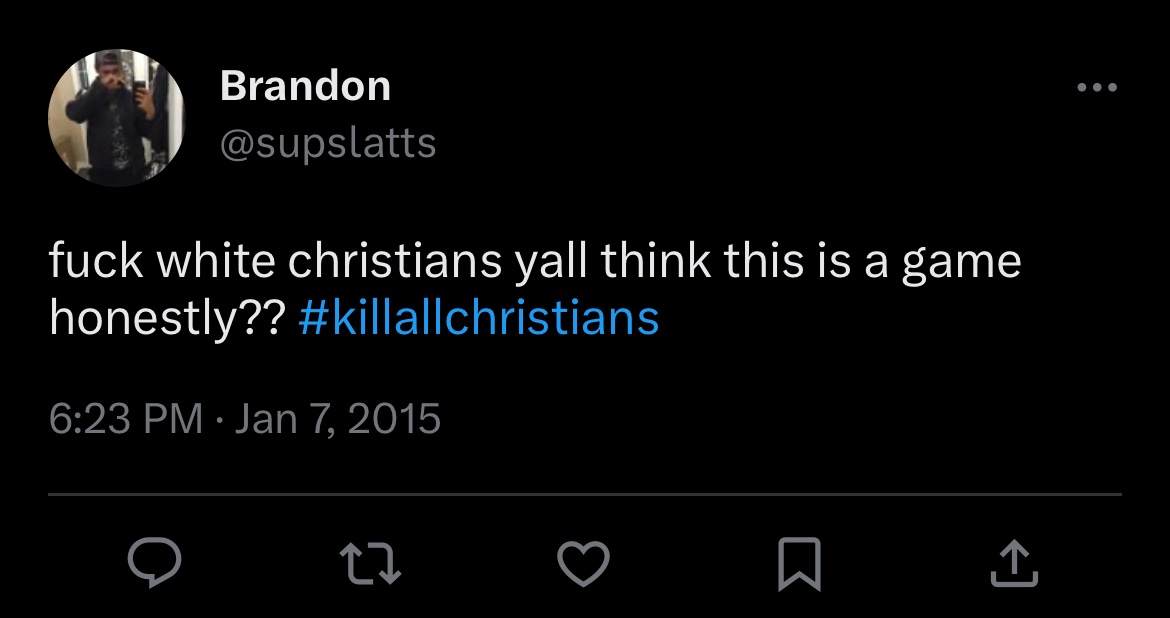 Brandon
@supslatts
fuck white christians yall think this is a game
honestly?? #killallchristians
6:23 PM · Jan 7, 2015